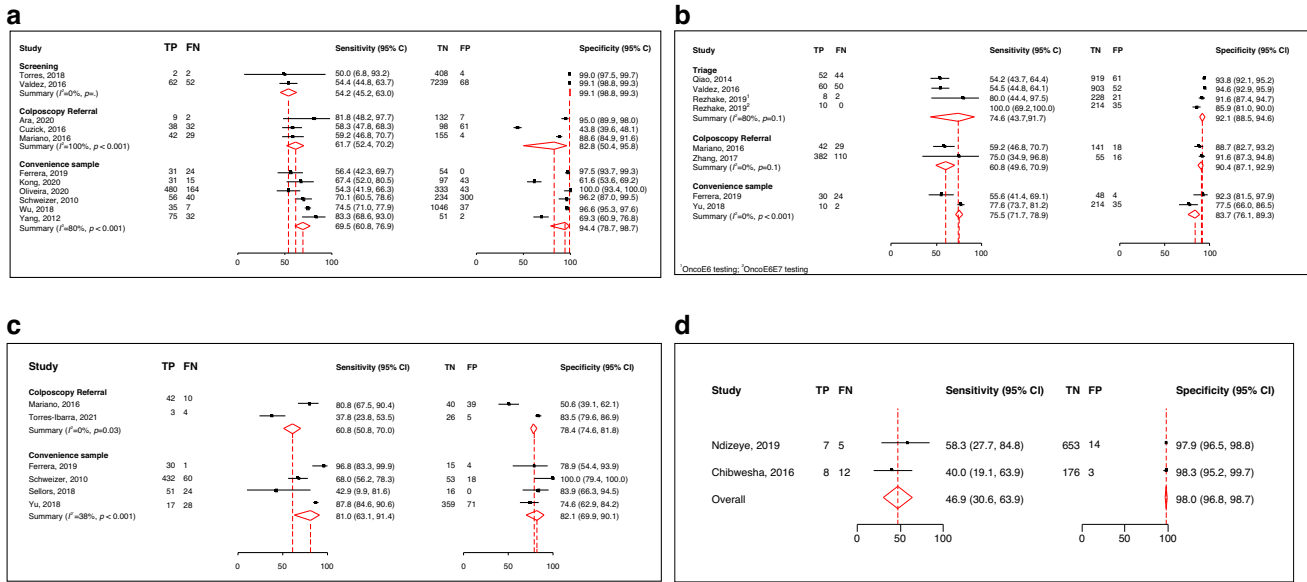 a
Study TP FN Sensitivity (95% C) TN FP Specificity (95% CI)
Screening
Torres, 2018 2 2 50.0 (6.8, 93.2) 408 4 99.0 (97.5, 99.7)
Valdez, 2016 62 52 54.4 (44.8, 63.7) 7239 68 99.1 (98.8, 99.3)
Summary (I²=0%, p=.) 54.2 (45.2, 63.0) 99.1 (98.8, 99.3)
Colposcopy Referral
Ara, 2020 9 2 81.8 (48.2, 97.7) 132 7 95.0 (89.9, 98.0)
Cuzick, 2016 38 32 58.3 (47.8, 68.3) 98 61 43.8 (39.6, 48.1)
Mariano, 2016 42 29 59.2 (46.8, 70.7) 155 4 88.6 (84.9, 91.6)
Summary (I²=100%, p < 0.001) 61.7 (52.4, 70.2) 82.8 (50.4, 95.8)
Convenience sample
Ferrera, 2019 31 24 56.4 (42.3, 69.7) 54 0 97.5 (93.7, 99.3)
Kong, 2020 31 15 67.4 (52.0, 80.5) 97 43 61.6 (53.6, 69.2)
Oliveira, 2020 480 164 54.3 (41.9, 66.3) 333 43 100.0 (93.4, 100.0)
Schweizer, 2010 56 40 70.1 (60.5, 78.6) 234 300 96.2 (87.0, 99.5)
Wu, 2018 35 7 74.5 (71.0, 77.9) 1046 37 96.6 (95.3, 97.6)
Yang, 2012 75 32 83.3 (68.6, 93.0) 51 2 69.3 (60.9, 76.8)
Summary (I²=80%, p < 0.001) 69.5 (60.8, 76.9) 94.4 (78.7, 98.7)
0 50 100 0 50 100
b
Study TP FN Sensitivity (95% CI) TN FP Specificity (95% CI)
Triage
Qiao, 2014 52 44 54.2 (43.7, 64.4) 919 61 93.8 (92.1, 95.2)
Valdez, 2016 60 50 54.5 (44.8, 64.1) 903 52 94.6 (92.9, 95.9)
Rezhake, 2019¹ 8 2 80.0 (44.4, 97.5) 228 21 91.6 (87.4, 94.7)
Rezhake, 2019² 10 0 100.0 (69.2,100.0) 214 35 85.9 (81.0, 90.0)
Summary (I²=80%, p=0.1) 74.6 (43.7,91.7) 92.1 (88.5, 94.6)
Colposcopy Referral
Mariano, 2016 42 29 59.2 (46.8, 70.7) 141 18 88.7 (82.7, 93.2)
Zhang, 2017 382 110 75.0 (34.9, 96.8) 55 16 91.6 (87.3, 94.8)
Summary (I²=0%, p=0.1) 60.8 (49.6, 70.9) 90.4 (87.1, 92.9)
Convenience sample
Ferrera, 2019 30 24 55.6 (41.4, 69.1) 48 4 92.3 (81.5, 97.9)
Yu, 2018 10 2 77.6 (73.7, 81.2) 214 35 77.5 (66.0, 86.5)
Summary (I²=0%, p < 0.001) 75.5 (71.7, 78.9) 83.7 (76.1, 89.3)
0 50 100 0 50 100
¹OncoE6 testing; ²OncoE6E7 testing
c
Study TP FN Sensitivity (95% CI) TN FP Specificity (95% CI)
Colposcopy Referral
Mariano, 2016 42 10 80.8 (67.5, 90.4) 40 39 50.6 (39.1, 62.1)
Torres-Ibarra, 2021 3 4 37.8 (23.8, 53.5) 26 5 83.5 (79.6, 86.9)
Summary (I²=0%, p=0.03) 60.8 (50.8, 70.0) 78.4 (74.6, 81.8)
Convenience sample
Ferrera, 2019 30 1 96.8 (83.3, 99.9) 15 4 78.9 (54.4, 93.9)
Schweizer, 2010 432 60 68.0 (56.2, 78.3) 53 18 100.0 (79.4, 100.0)
Sellors, 2018 51 24 42.9 (9.9, 81.6) 16 0 83.9 (66.3, 94.5)
Yu, 2018 17 28 87.8 (84.6, 90.6) 359 71 74.6 (62.9, 84.2)
Summary (I²=38%, p < 0.001) 81.0 (63.1, 91.4) 82.1 (69.9, 90.1)
0 50 100 0 50 100
d
Study TP FN Sensitivity (95% CI) TN FP Specificity (95% CI)
Ndizeye, 2019 7 5 58.3 (27.7, 84.8) 653 14 97.9 (96.5, 98.8)
Chibwesha, 2016 8 12 40.0 (19.1, 63.9) 176 3 98.3 (95.2, 99.7)
Overall 46.9 (30.6, 63.9) 98.0 (96.8, 98.7)
0 50 100 0 50 100